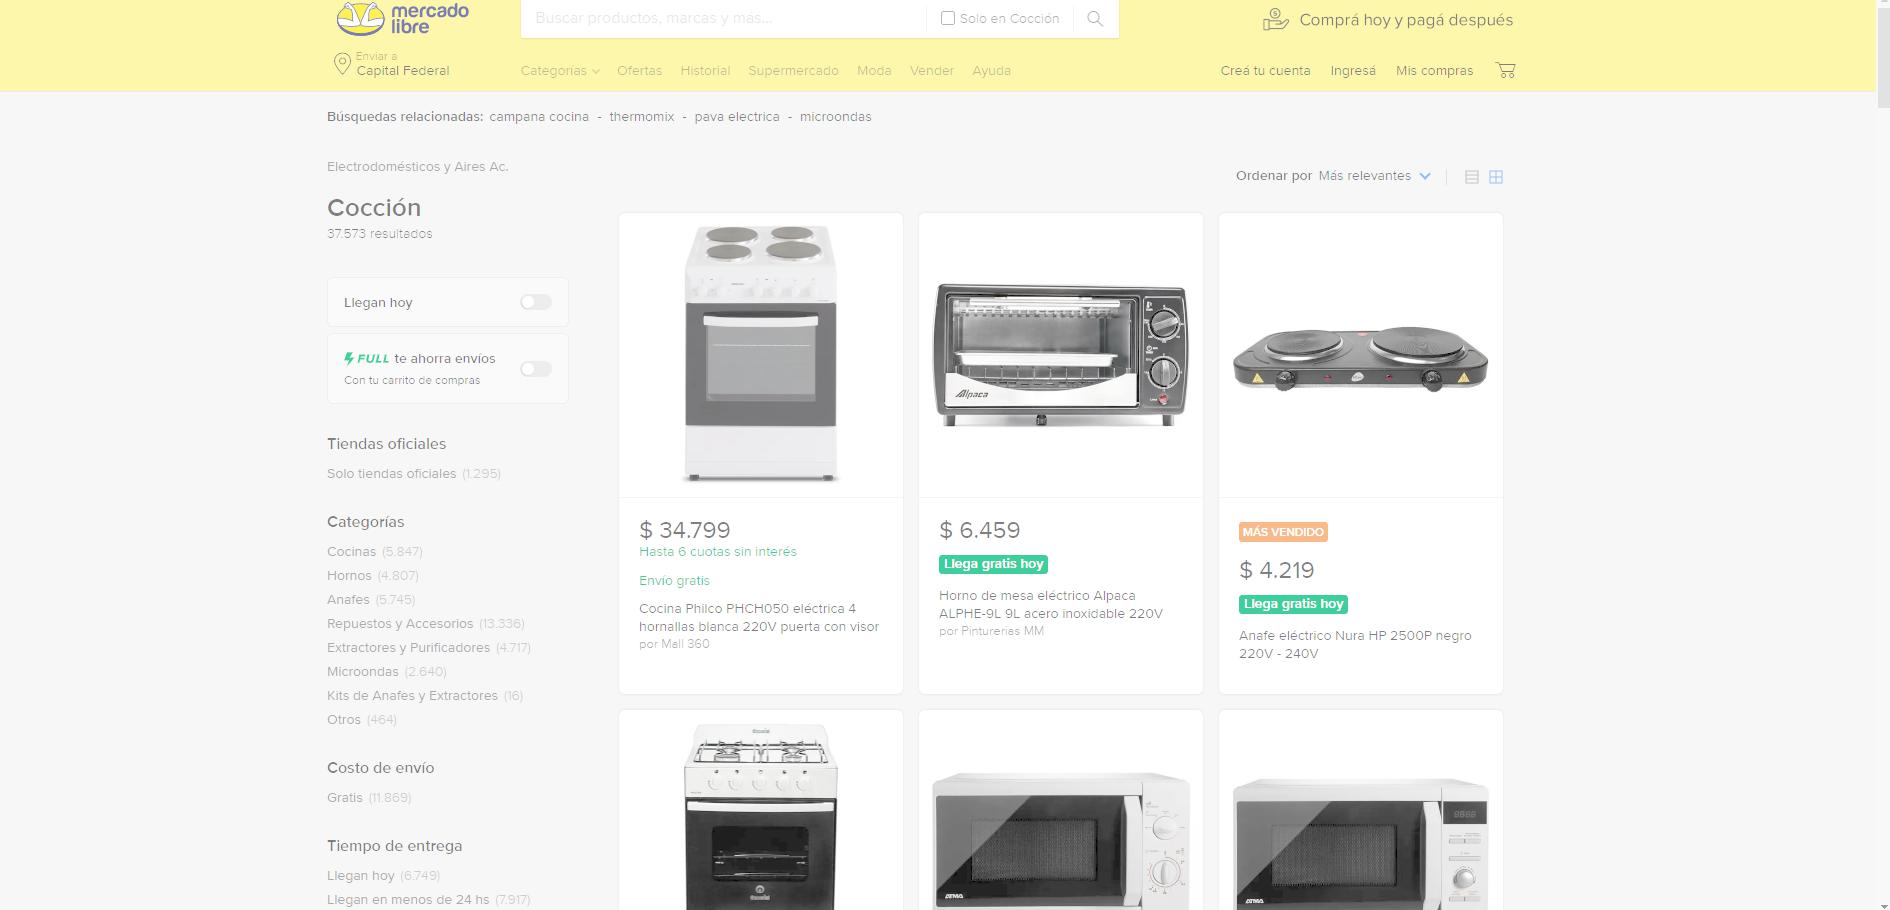 mercado
libre
Buscar productos, marcas y más...
Solo en Cocción
Comprá hoy y pagá después
Enviar a
Capital Federal
Categorías Ofertas Historial Supermercado Moda Vender Ayuda
Creá tu cuenta Ingresá Mis compras
Búsquedas relacionadas: campana cocina - thermomix - pava electrica - microondas
Electrodomésticos y Aires Ac.
Cocción
37.573 resultados
Ordenar por Más relevantes
Llegan hoy
FULL te ahorra envíos
Con tu carrito de compras
Tiendas oficiales
Solo tiendas oficiales (1.295)
Categorías
Cocinas (5.847)
Hornos (4.807)
Anafes (5.745)
Repuestos y Accesorios (13.336)
Extractores y Purificadores (4.717)
Microondas (2.640)
Kits de Anafes y Extractores (16)
Otros (464)
Costo de envío
Gratis (11.869)
Tiempo de entrega
Llegan hoy (6.749)
Llegan en menos de 24 hs (7.917)
$ 34.799
Hasta 6 cuotas sin interés
Envío gratis
Cocina Philco PHCH050 eléctrica 4
hornallas blanca 220V puerta con visor
por Mall 360
Alpaca
$ 6.459
Llega gratis hoy
Horno de mesa eléctrico Alpaca
ALPHE-9L 9L acero inoxidable 220V
por Pinturerias MM
MÁS VENDIDO
$ 4.219
Llega gratis hoy
Anafe eléctrico Nura HP 2500P negro
220V - 240V
ATMA
ATMA